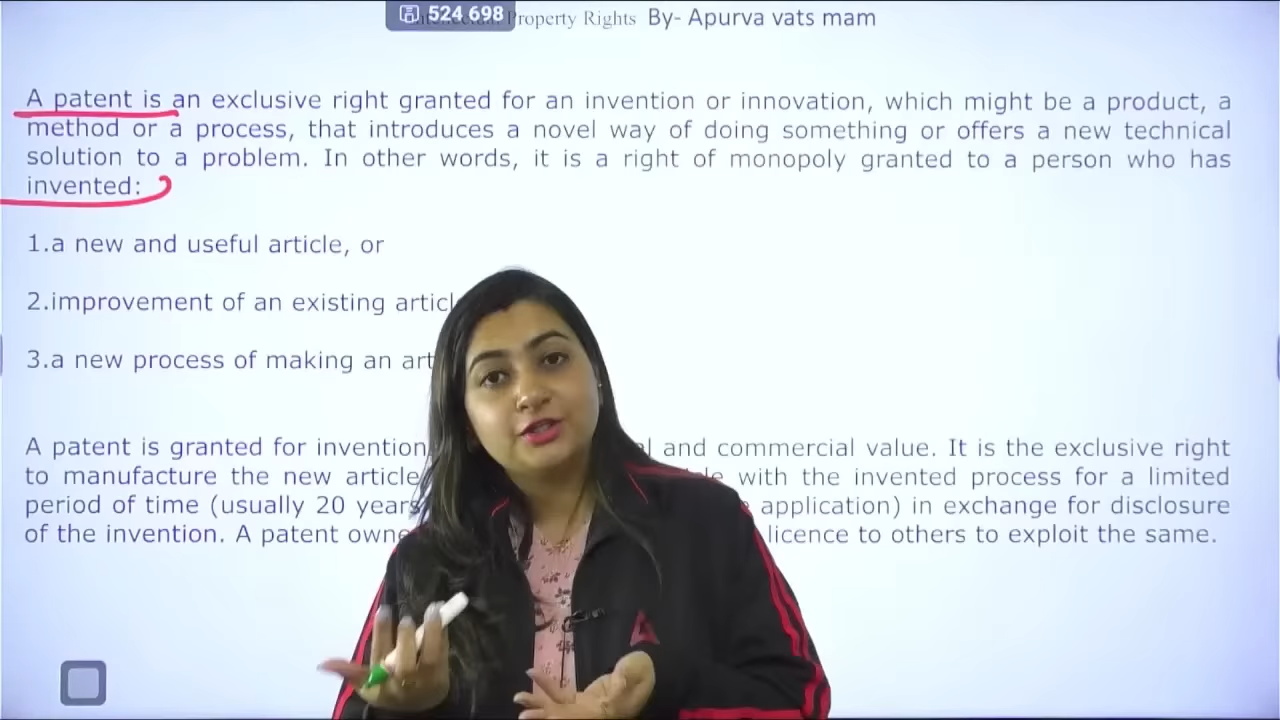 524 698
Property Rights By- Apurva vats mam
A patent is an exclusive right granted for an invention or innovation, which might be a product, a
method or a process, that introduces a novel way of doing something or offers a new technical
solution to a problem. In other words, it is a right of monopoly granted to a person who has
invented:
1.a new and useful article, or
2.improvement of an existing
3.a new process of making an
A patent is granted for and commercial value. It is the exclusive right
to manufacture the new article with the invented process for a limited
period of time (usually 20 years application) in exchange for disclosure
of the invention. A patent licence to others to exploit the same.